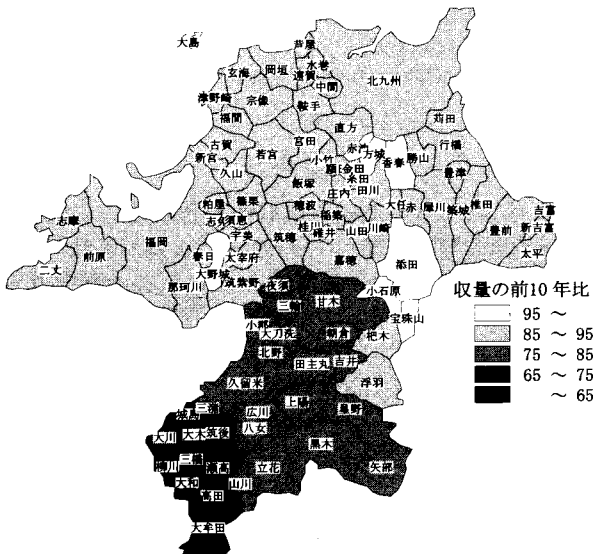 大島
芦屋
水巻
岡垣
遠賀
玄海
中間
北九州
津野崎
宗像
鞍手
福間
直方
苅田
宮田
赤池
方城
古賀
若宮
小竹
金田
香春
勝山
行橋
新宮
糸田
豊津
久山
飯塚
庄内
田川
粕屋
篠栗
穂波
稲築
大任
赤
犀川
築城
椎田
吉富
志摩
須恵
桂川
碓井
山田
川崎
豊前
新吉富
福岡
宇美
筑穂
太平
春日
太宰府
嘉穂
添田
二丈
前原
大野城
那珂川
筑紫野
小石原
夜須
収量の前10年比
三輪
甘木
宝珠山
95 ～
小郡
大刀洗
朝倉
杷木
85 ～ 95
北野
田主丸
吉井
75 ～ 85
久留米
浮羽
65 ～ 75
上陽
星野
～ 65
城島
三潴
広川
大川
大木
筑後
八女
黒木
柳川
三橋
瀬高
立花
矢部
大和
山川
高田
大牟田